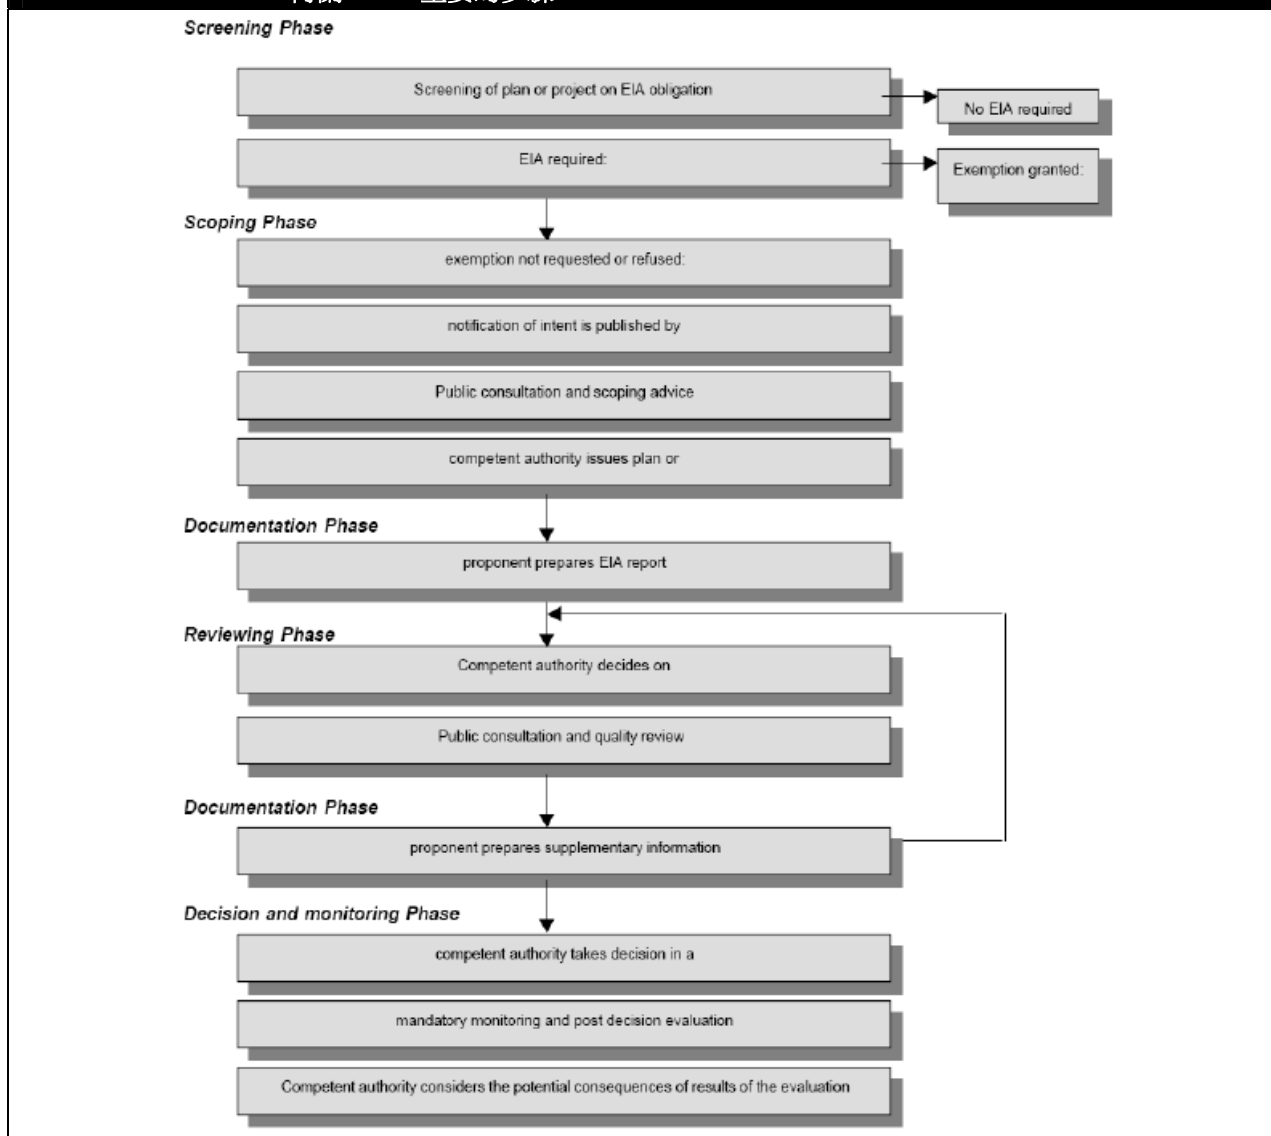 Screening Phase
Screening of plan or project on EIA obligation
No EIA required
EIA required:
Exemption granted:
Scoping Phase
exemption not requested or refused:
notification of intent is published by
Public consultation and scoping advice
competent authority issues plan or
Documentation Phase
proponent prepares EIA report
Reviewing Phase
Competent authority decides on
Public consultation and quality review
Documentation Phase
proponent prepares supplementary information
Decision and monitoring Phase
competent authority takes decision in a
mandatory monitoring and post decision evaluation
Competent authority considers the potential consequences of results of the evaluation